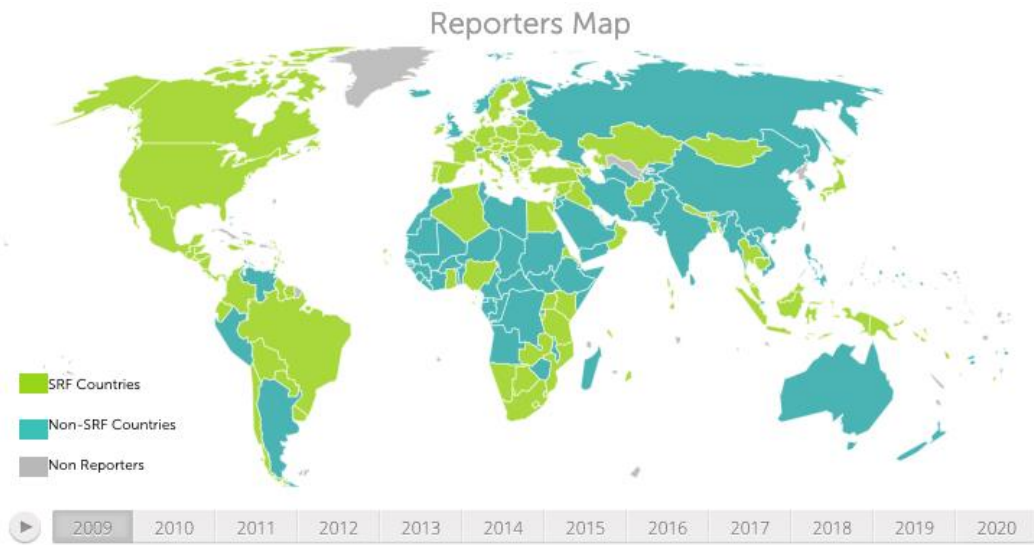 Reporters Map
SRF Countries
Non-SRF Countries
Non Reporters
2009 2010 2011 2012 2013 2014 2015 2016 2017 2018 2019 2020